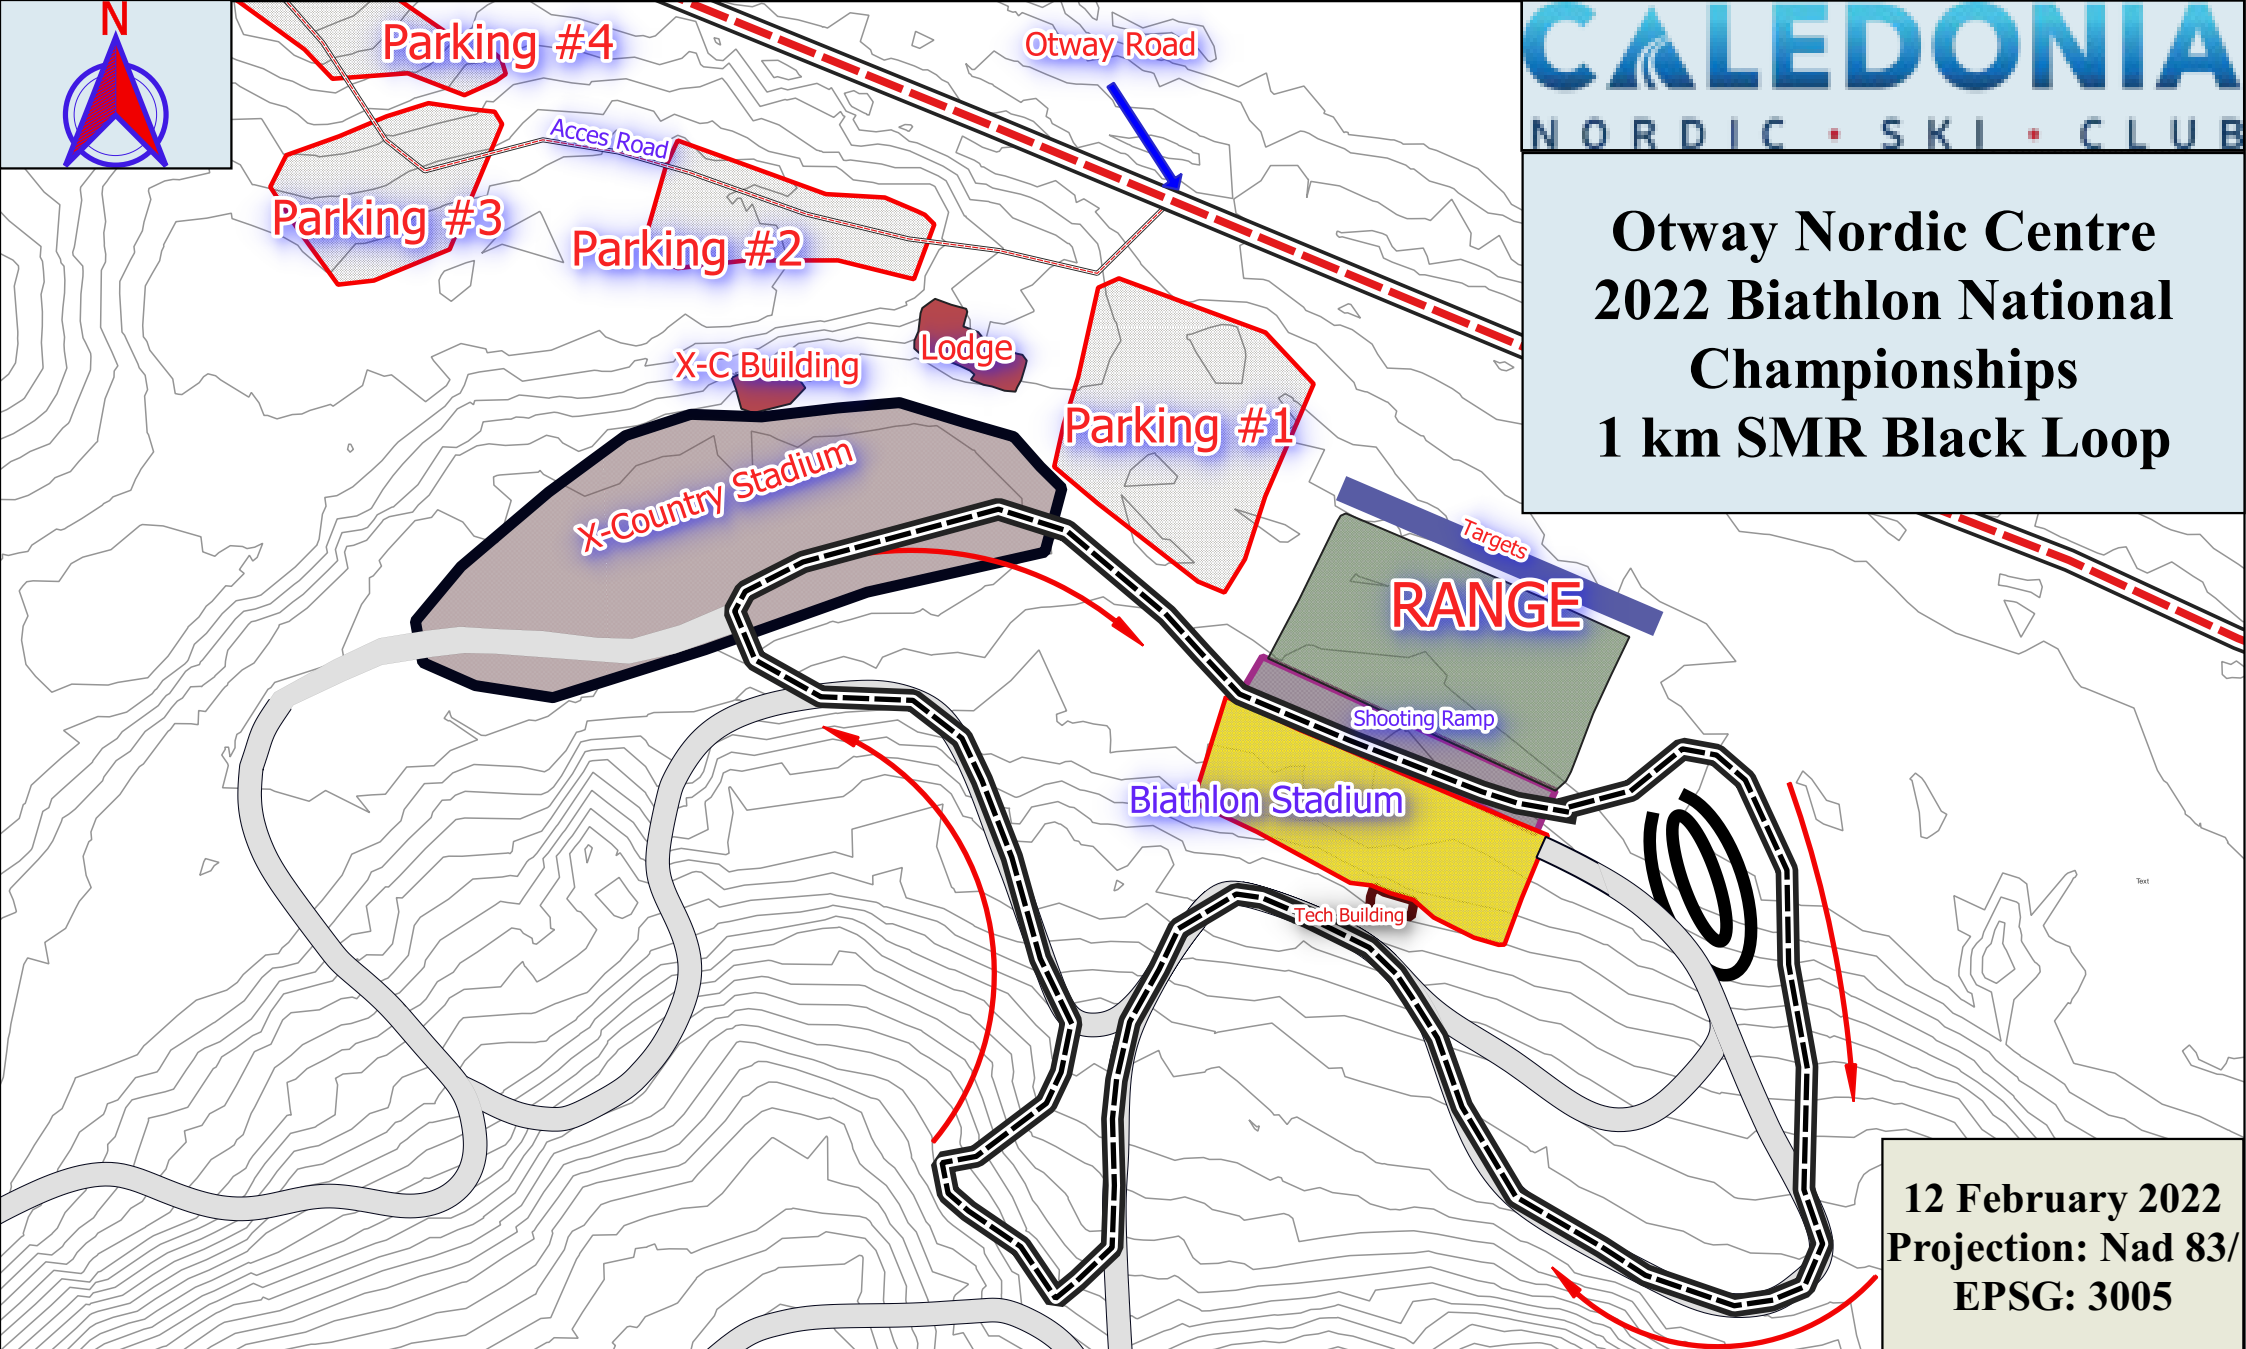 N
Parking #4
Otway Road
CALEDONIA
NORDIC • SKI • CLUB
Acces Road
Parking #3
Parking #2
Otway Nordic Centre
2022 Biathlon National
Championships
1 km SMR Black Loop
Lodge
X-C Building
Parking #1
X-Country Stadium
Targets
RANGE
Shooting Ramp
Biathlon Stadium
Text
Tech Building
12 February 2022
Projection: Nad 83/
EPSG: 3005